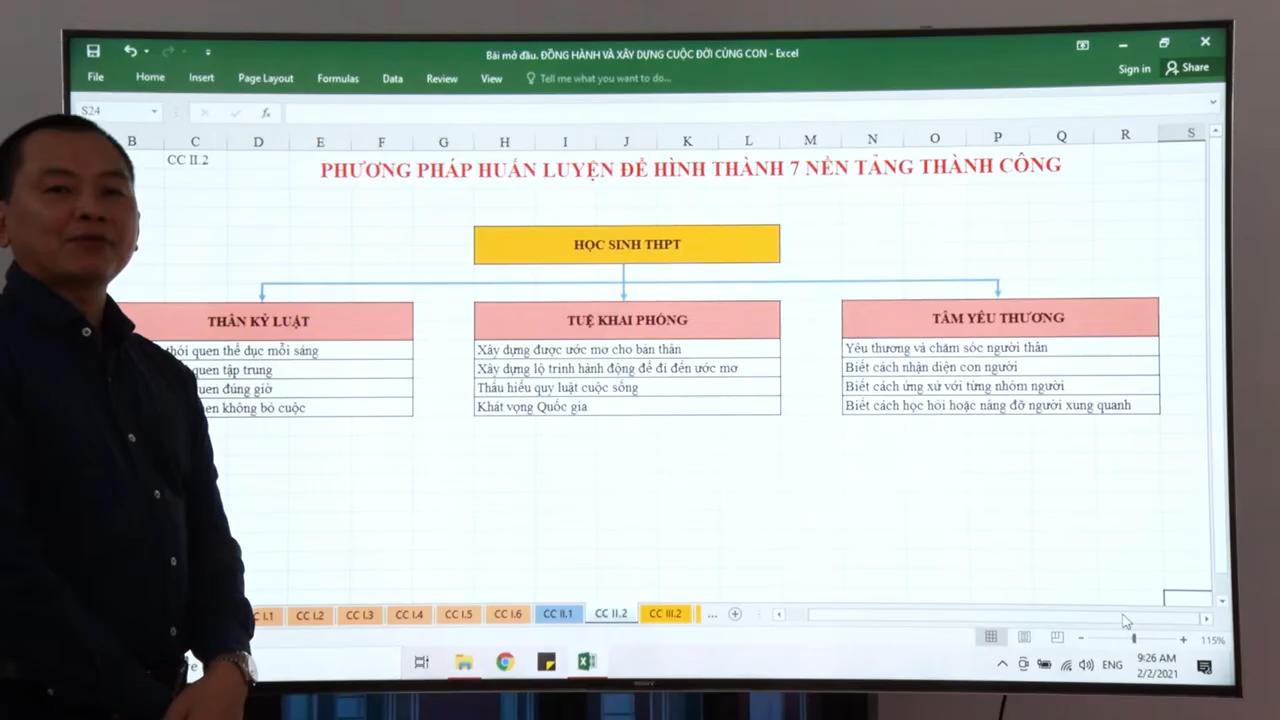 Bài mở đầu. ĐỒNG HÀNH VÀ XÂY DỰNG CUỘC ĐỜI CÙNG CON - Excel
File Home Insert Page Layout Formulas Data Review View Tell me what you want to do... Sign in Share
S24 fx
B C D E F G H I J K L M N O P Q R S
CC II.2
PHƯƠNG PHÁP HUẤN LUYỆN ĐỂ HÌNH THÀNH 7 NỀN TẢNG THÀNH CÔNG
HỌC SINH THPT
THÂN KỶ LUẬT
thói quen thể dục mỗi sáng
quen tập trung
quen đúng giờ
không bỏ cuộc
TUỆ KHAI PHÓNG
Xây dựng được ước mơ cho bản thân
Xây dựng lộ trình hành động để đi đến ước mơ
Thấu hiểu quy luật cuộc sống
Khát vọng Quốc gia
TÂM YÊU THƯƠNG
Yêu thương và chăm sóc người thân
Biết cách nhận diện con người
Biết cách ứng xử với từng nhóm người
Biết cách học hỏi hoặc nâng đỡ người xung quanh
I.1 CC I.2 CC I.3 CC I.4 CC I.5 CC I.6 CC II.1 CC II.2 CC III.2 ...
115%
ENG
9:26 AM
2/2/2021